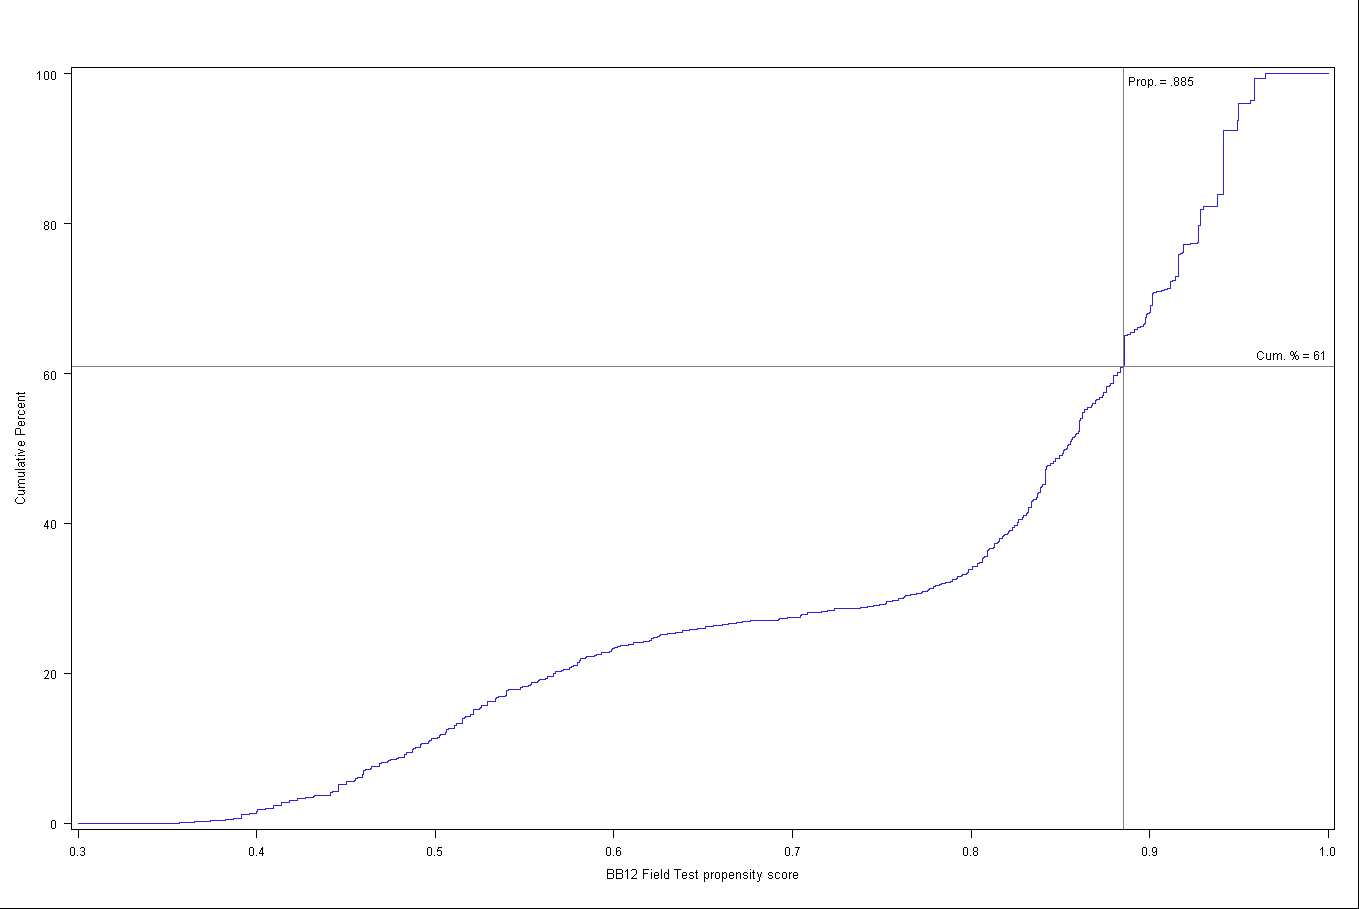 100
Prop. = .885
80
Cum. % = 61
60
Cumulative Percent
40
20
0
0.3 0.4 0.5 0.6 0.7 0.8 0.9 1.0
BB12 Field Test propensity score